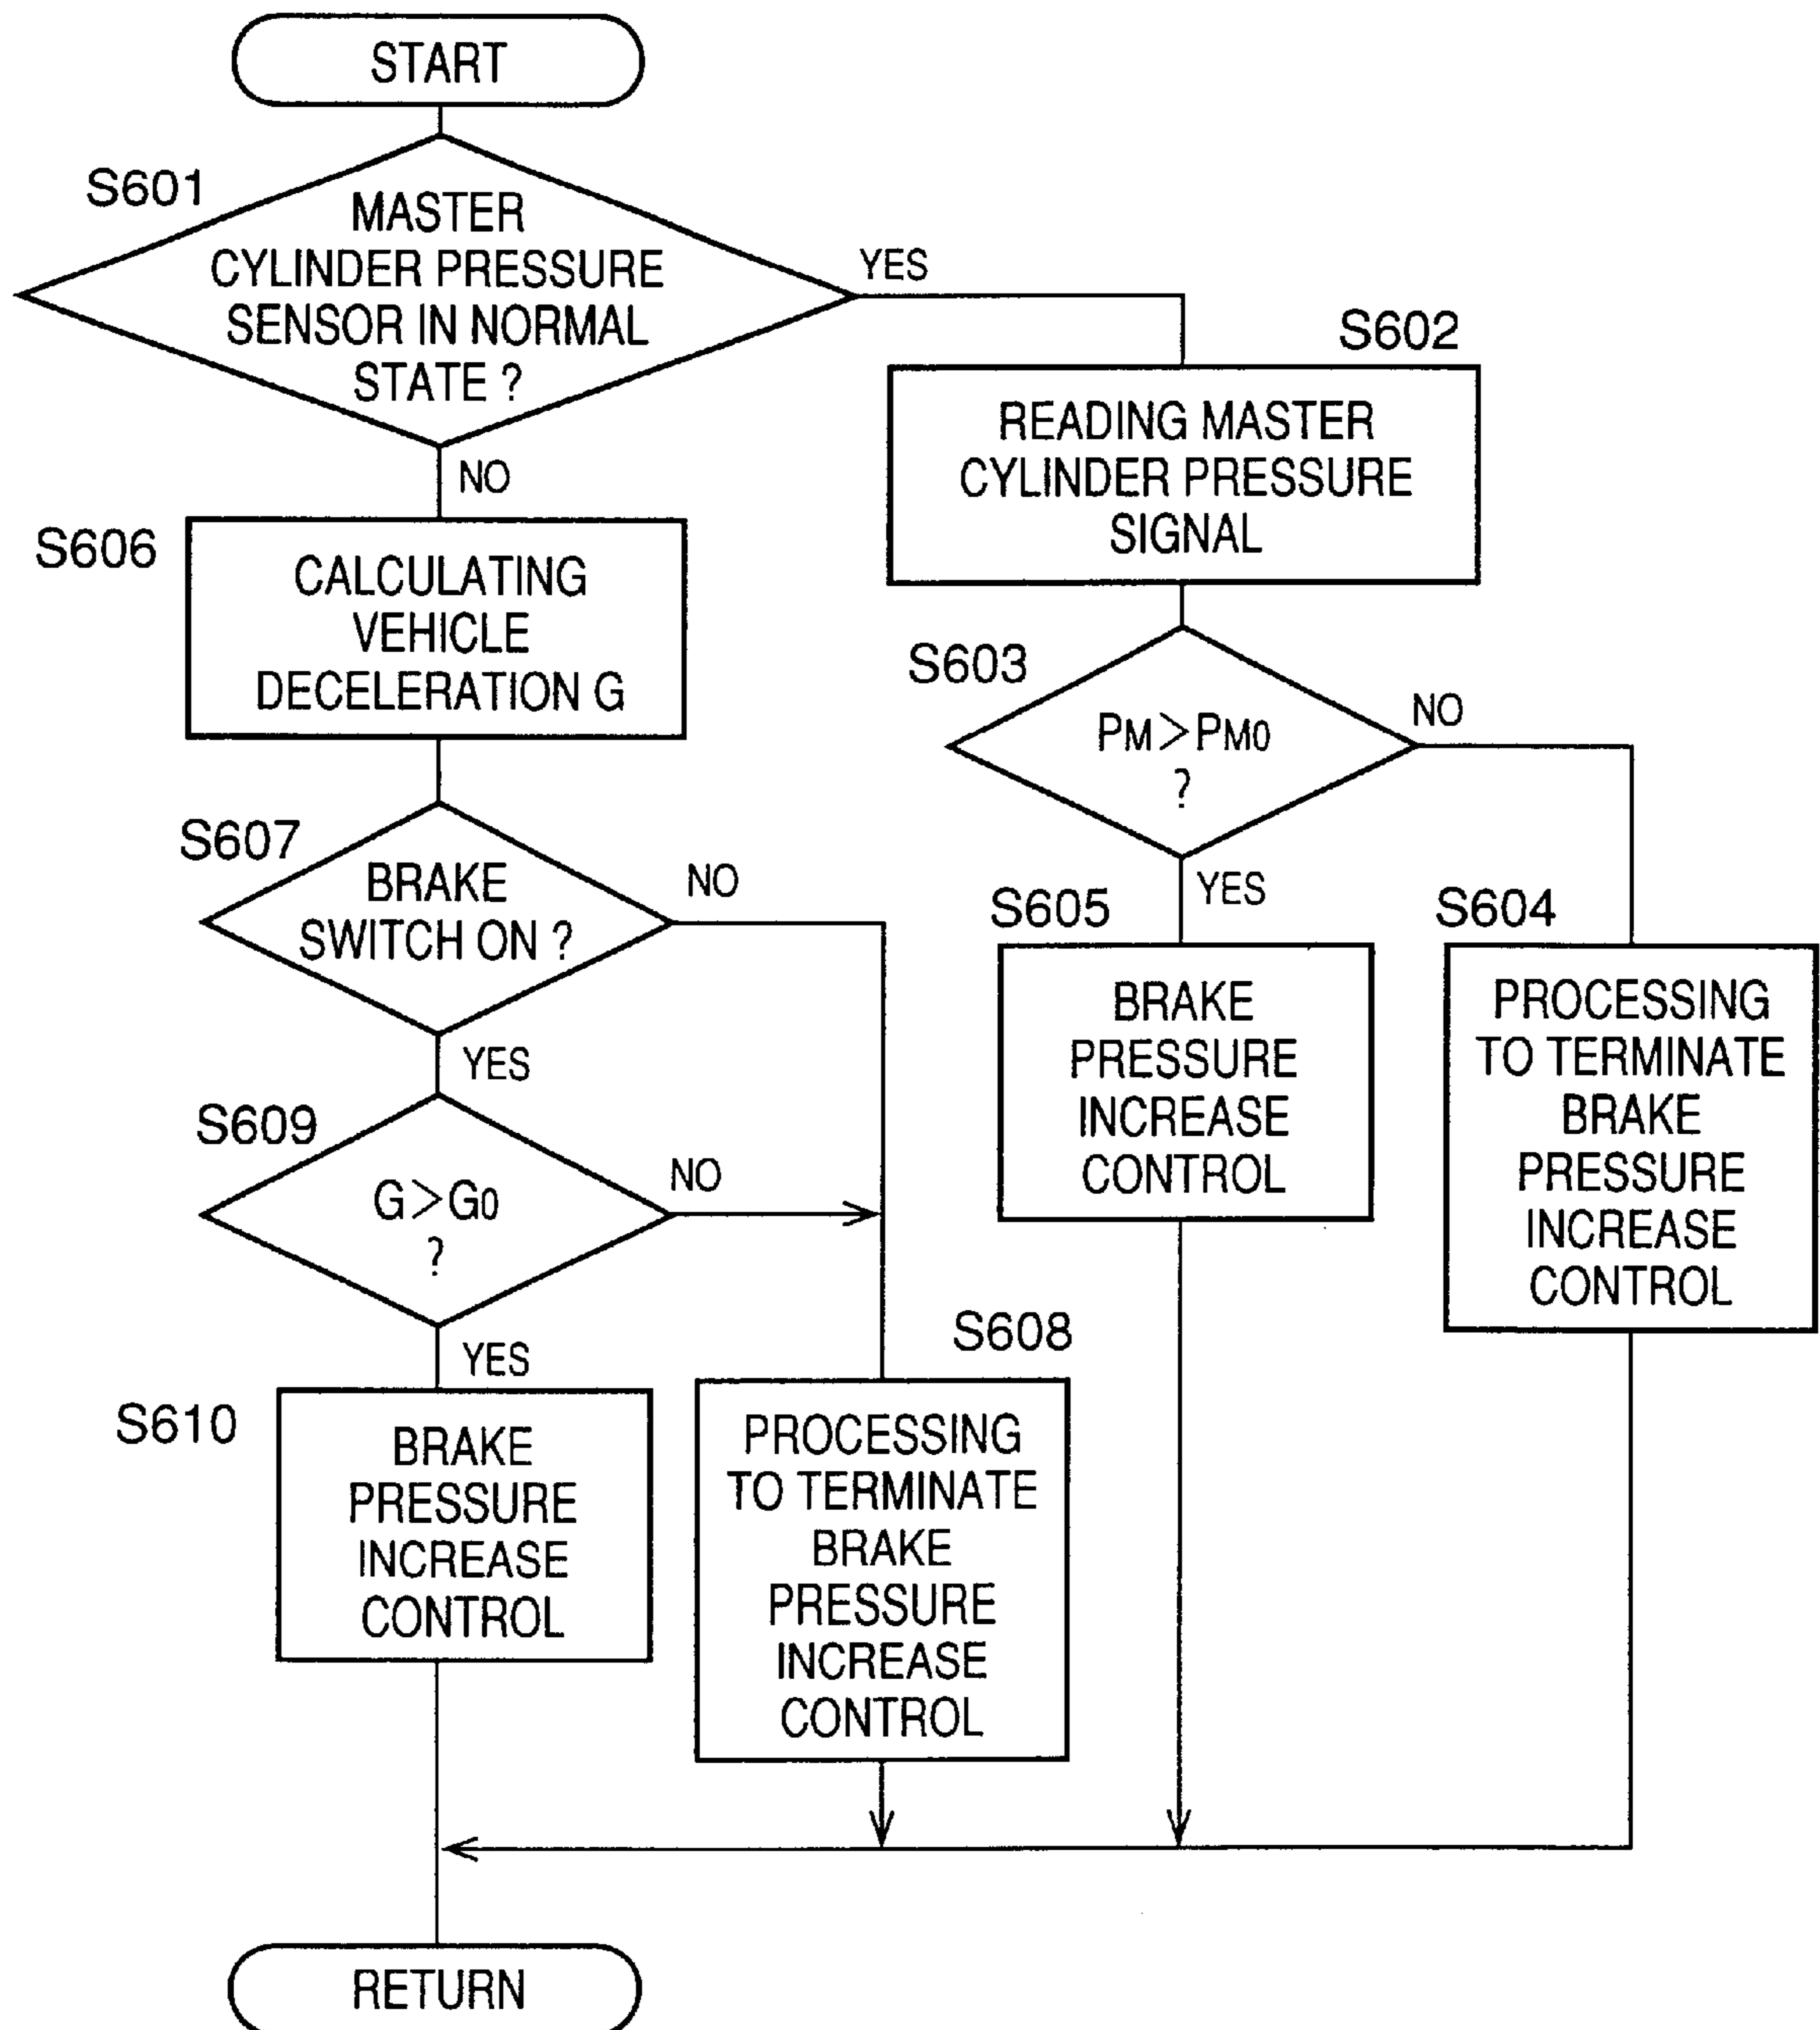 START
S601
MASTER
CYLINDER PRESSURE
SENSOR IN NORMAL
STATE ?
YES
NO
S602
READING MASTER
CYLINDER PRESSURE
SIGNAL
S606
CALCULATING
VEHICLE
DECELERATION G
S603
PM>PM0
?
NO
YES
S607
BRAKE
SWITCH ON ?
NO
YES
S605
BRAKE
PRESSURE
INCREASE
CONTROL
S604
PROCESSING
TO TERMINATE
BRAKE
PRESSURE
INCREASE
CONTROL
S609
G>G0
?
NO
YES
S610
BRAKE
PRESSURE
INCREASE
CONTROL
S608
PROCESSING
TO TERMINATE
BRAKE
PRESSURE
INCREASE
CONTROL
RETURN